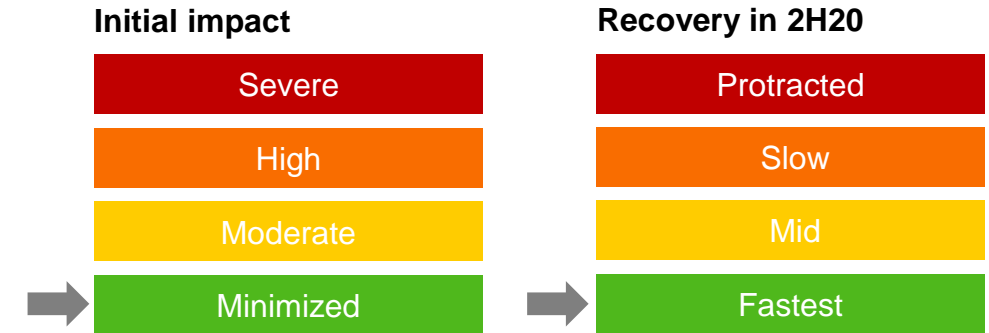 Initial impact
Severe
High
Moderate
Minimized
Recovery in 2H20
Protracted
Slow
Mid
Fastest